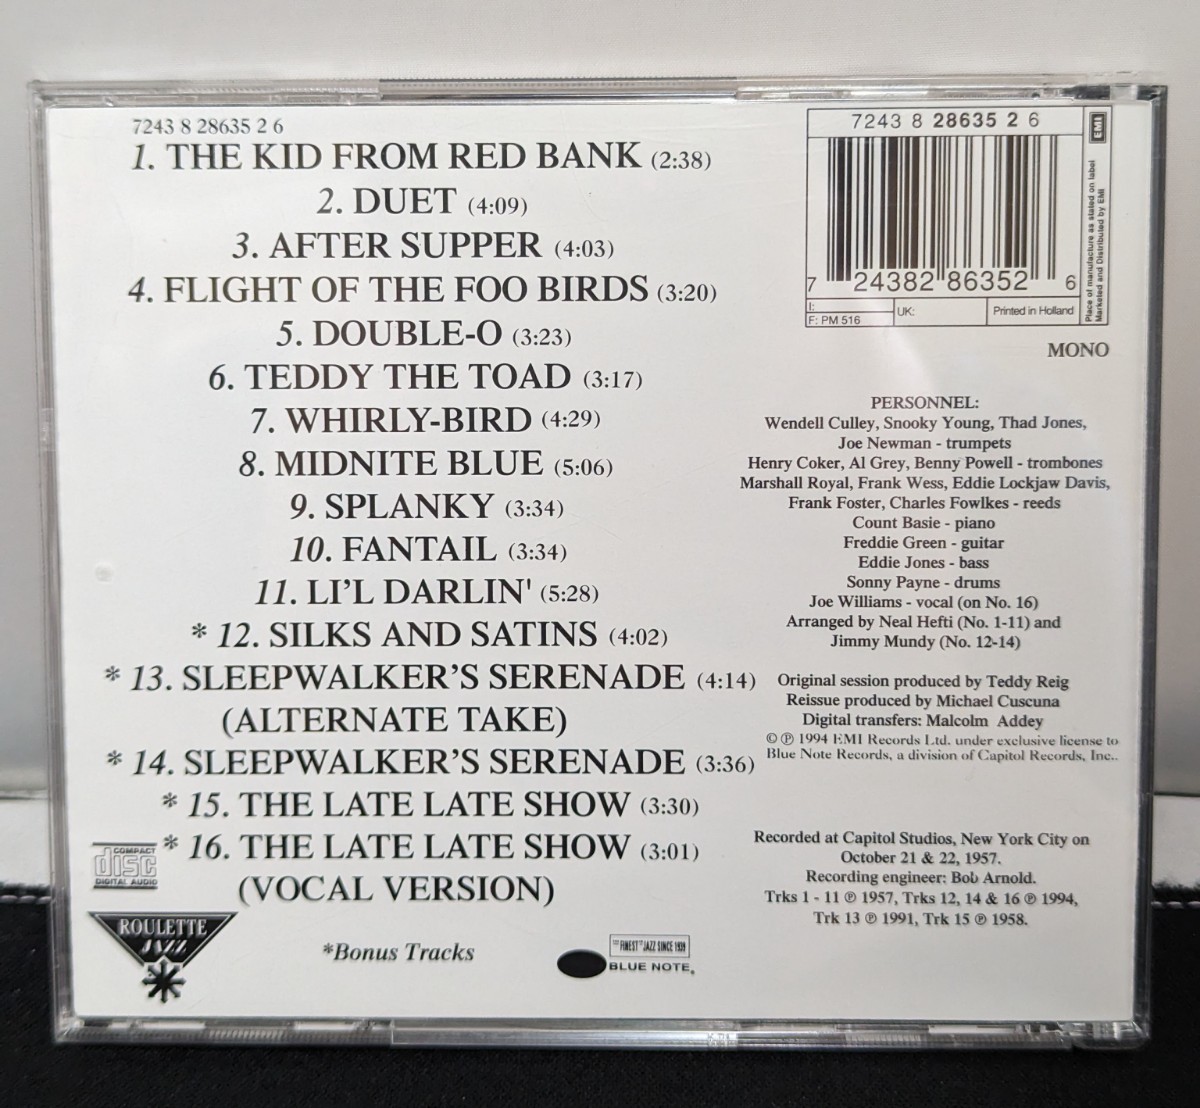 7243 8 28635 2 6
1. THE KID FROM RED BANK (2:38)
2. DUET (4:09)
3. AFTER SUPPER (4:03)
4. FLIGHT OF THE FOO BIRDS (3:20)
5. DOUBLE-O (3:23)
6. TEDDY THE TOAD (3:17)
7. WHIRLY-BIRD (4:29)
8. MIDNITE BLUE (5:06)
9. SPLANKY (3:34)
10. FANTAIL (3:34)
11. LI'L DARLIN' (5:28)
* 12. SILKS AND SATINS (4:02)
* 13. SLEEPWALKER'S SERENADE (4:14)
(ALTERNATE TAKE)
* 14. SLEEPWALKER'S SERENADE (3:36)
* 15. THE LATE LATE SHOW (3:30)
* 16. THE LATE LATE SHOW (3:01)
(VOCAL VERSION)
*Bonus Tracks
COMPACT
disc
DIGITAL AUDIO
ROULETTE
JAZZ
THE FINEST IN JAZZ SINCE 1939
BLUE NOTE
7243 8 28635 2 6
7 24382 86352 6
I:
F: PM 516
UK:
Printed in Holland
EMI
Place of manufacture as stated on label
Marketed and Distributed by EMI
MONO
PERSONNEL:
Wendell Culley, Snooky Young, Thad Jones,
Joe Newman - trumpets
Henry Coker, Al Grey, Benny Powell - trombones
Marshall Royal, Frank Wess, Eddie Lockjaw Davis,
Frank Foster, Charles Fowlkes - reeds
Count Basie - piano
Freddie Green - guitar
Eddie Jones - bass
Sonny Payne - drums
Joe Williams - vocal (on No. 16)
Arranged by Neal Hefti (No. 1-11) and
Jimmy Mundy (No. 12-14)
Original session produced by Teddy Reig
Reissue produced by Michael Cuscuna
Digital transfers: Malcolm Addey
© ℗ 1994 EMI Records Ltd. under exclusive license to
Blue Note Records, a division of Capitol Records, Inc..
Recorded at Capitol Studios, New York City on
October 21 & 22, 1957.
Recording engineer: Bob Arnold.
Trks 1 - 11 ℗ 1957, Trks 12, 14 & 16 ℗ 1994,
Trk 13 ℗ 1991, Trk 15 ℗ 1958.